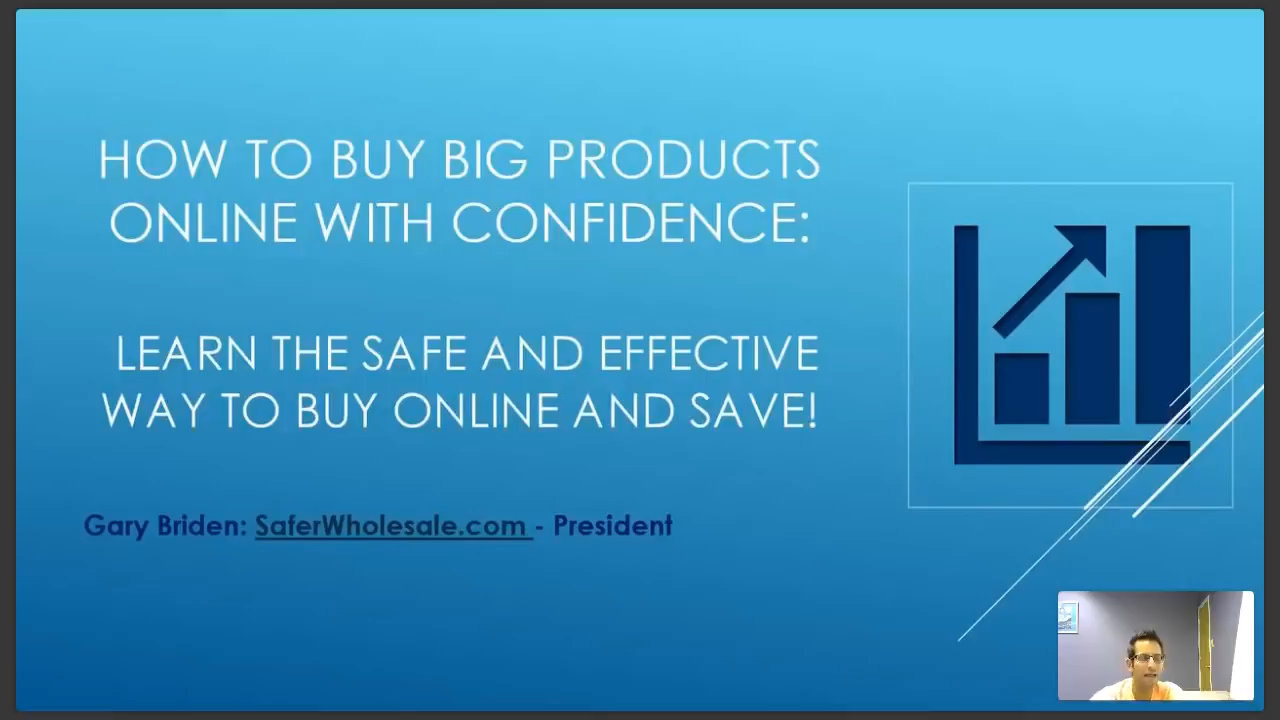 HOW TO BUY BIG PRODUCTS
ONLINE WITH CONFIDENCE:
LEARN THE SAFE AND EFFECTIVE
WAY TO BUY ONLINE AND SAVE!
Gary Briden: SaferWholesale.com - President